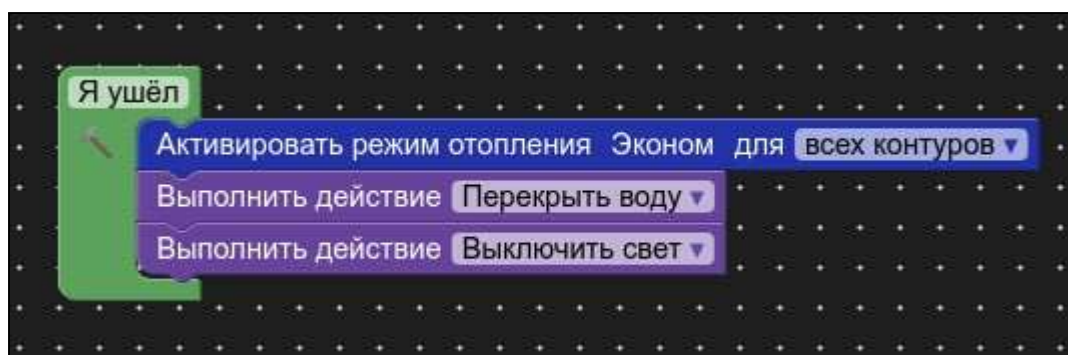 Я ушёл
Активировать режим отопления Эконом для всех контуров
Выполнить действие Перекрыть воду
Выполнить действие Выключить свет